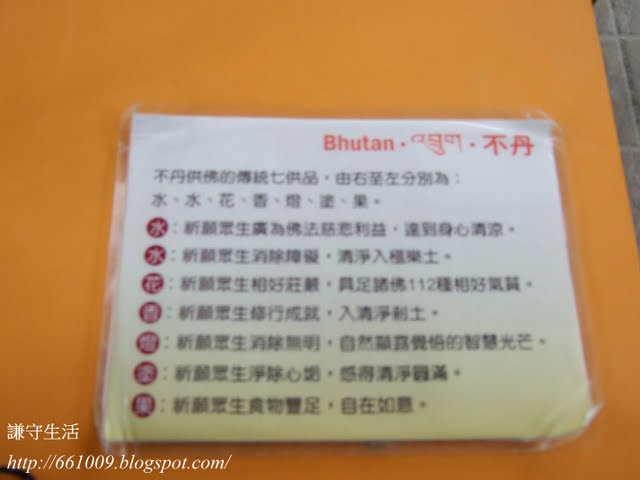 Bhutan · འབྲུག · 不丹
不丹供佛的傳統七供品，由右至左分別為：
水、水、花、香、燈、塗、果。
水：祈願眾生廣為佛法慈悲利益，達到身心清涼。
水：祈願眾生消除障礙，清淨入極樂土。
花：祈願眾生相好莊嚴，具足諸佛112種相好氣質。
香：祈願眾生修行成就，入清淨剎土。
燈：祈願眾生消除無明，自然顯露覺悟的智慧光芒。
塗：祈願眾生淨除心垢，感得清淨圓滿。
果：祈願眾生食物豐足，自在如意。
謙守生活
http://661009.blogspot.com/